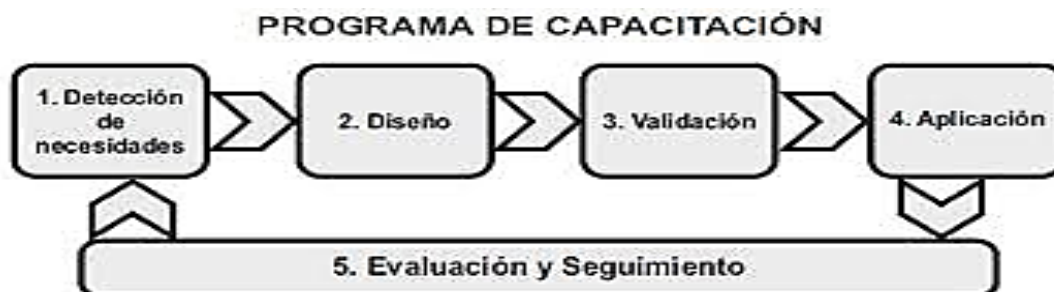 PROGRAMA DE CAPACITACIÓN
1. Detección
de
necesidades
2. Diseño
3. Validación
4. Aplicación
5. Evaluación y Seguimiento